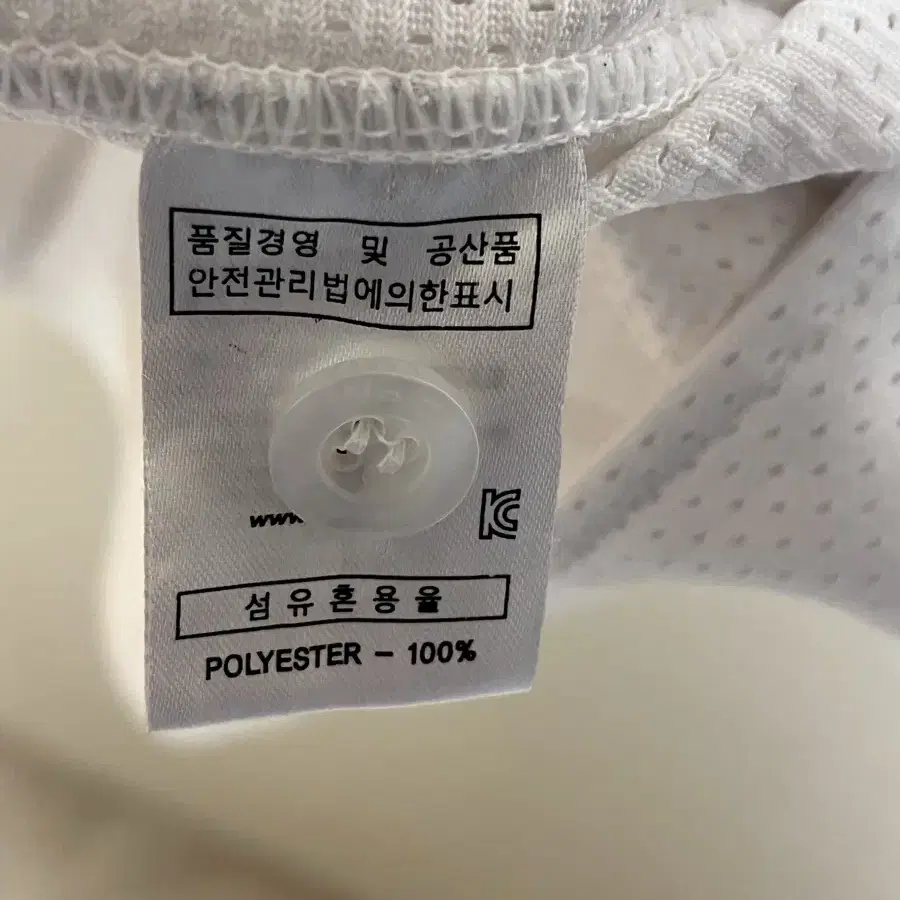 품질경영 및 공산품
안전관리법에의한표시
www.
섬유혼용율
POLYESTER – 100%